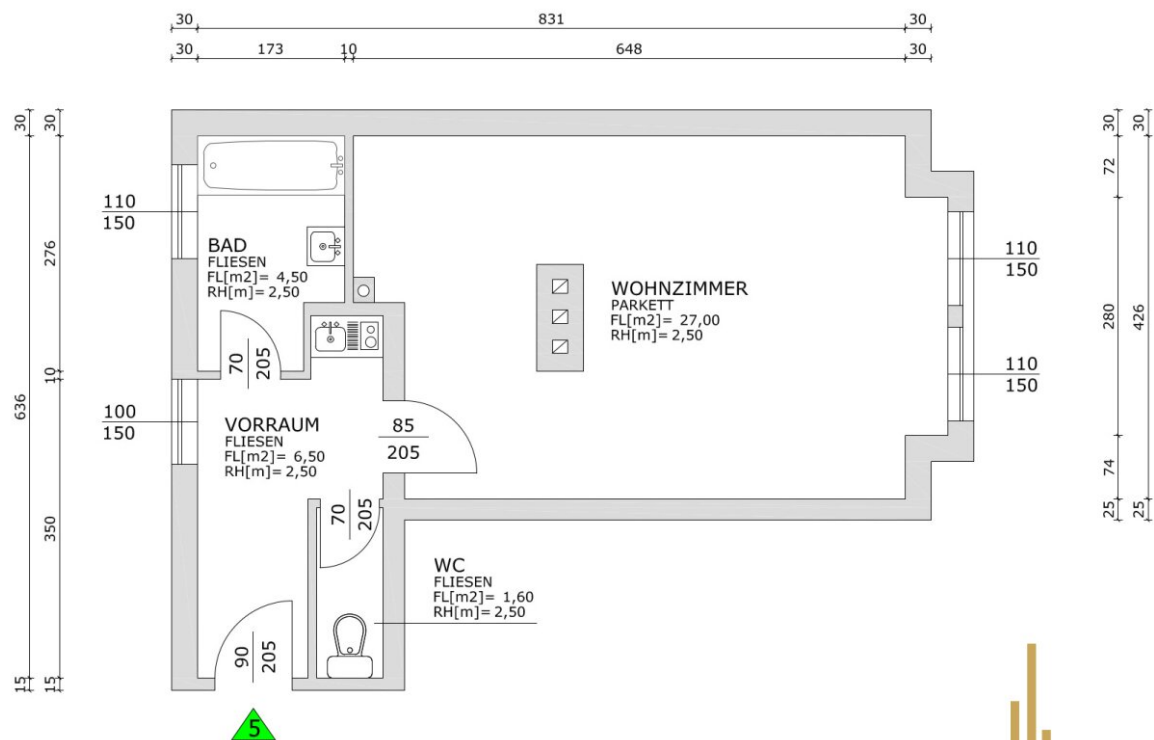 30 831 30
30 173 10 648 30
30 30 30 30
72
110
150
BAD
FLIESEN
FL[m2]= 4,50
RH[m]=2,50
276
110
150
WOHNZIMMER
PARKETT
FL[m2]= 27,00
RH[m]=2,50
280 426
70
205
10
636
110
150
100
150
VORRAUM
FLIESEN
FL[m2]= 6,50
RH[m]=2,50
85
205
74
70
205
25 25
350
WC
FLIESEN
FL[m2]= 1,60
RH[m]=2,50
90
205
15 15
5